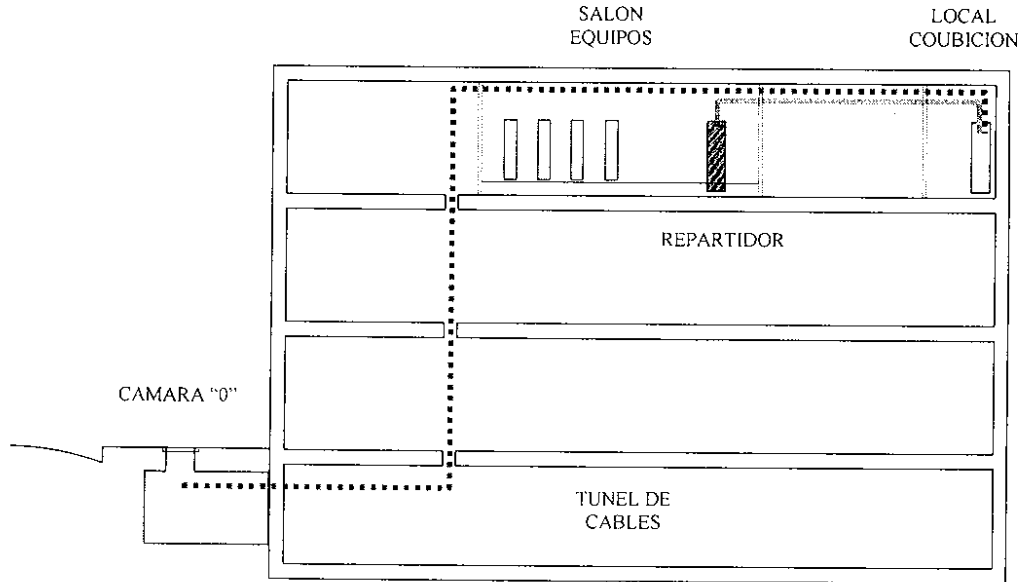 SALON
EQUIPOS
LOCAL
COUBICION
REPARTIDOR
CAMARA “0”
TUNEL DE
CABLES